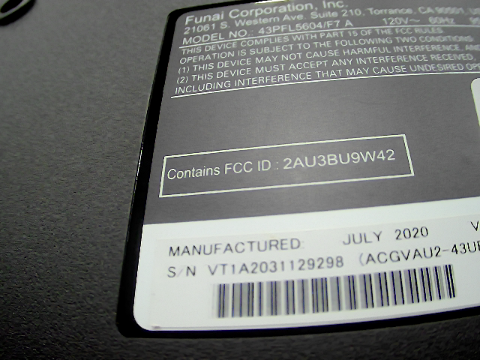 Funai Corporation, Inc.
21061 S. Western Ave. Suite 210, Torrance, CA 90501,
MODEL NO. 43PFL5604/F7 A 120V~ 60Hz
THIS DEVICE COMPLIES WITH PART 15 OF THE FCC RULES
OPERATION IS SUBJECT TO THE FOLLOWING TWO CONDITIONS
(1) THIS DEVICE MAY NOT CAUSE HARMFUL INTERFERENCE, AND
(2) THIS DEVICE MUST ACCEPT ANY INTERFERENCE
INCLUDING INTERFERENCE THAT MAY CAUSE UNDESIRED
Contains FCC ID : 2AU3BU9W42
MANUFACTURED: JULY 2020
S/N VT1A2031129298 (ACGVAU2-43U